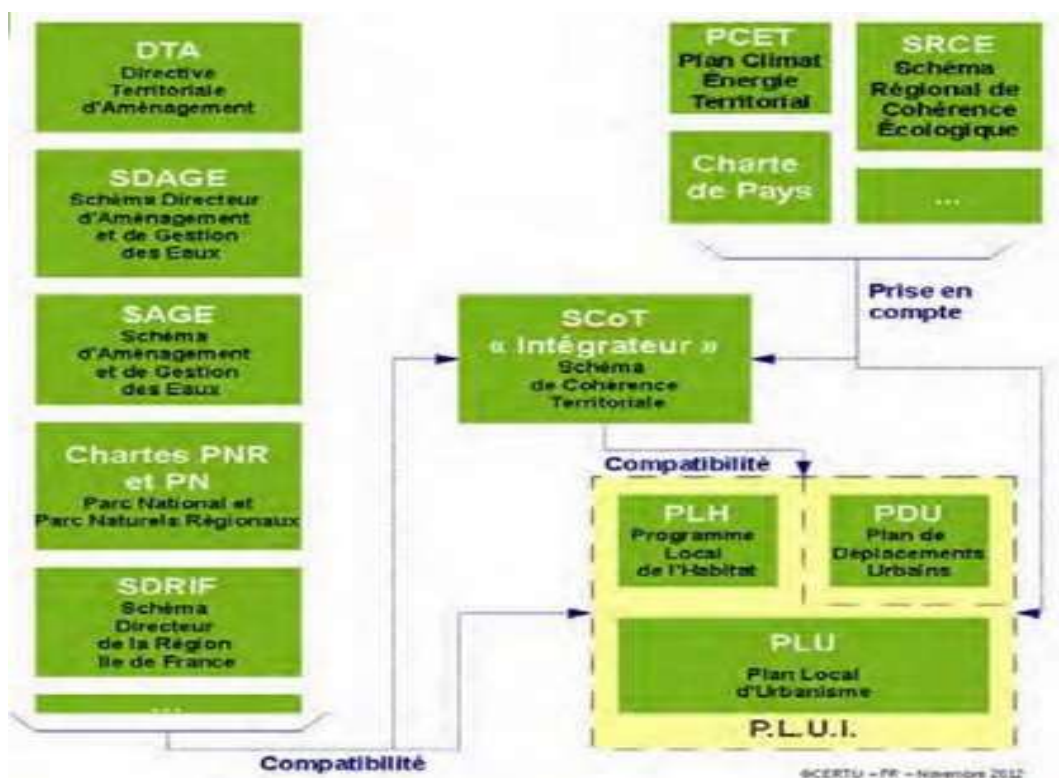 DTA
Directive
Territoriale
d'Aménagement
SDAGE
Schéma Directeur
d'Aménagement
et de Gestion
des Eaux
SAGE
Schéma
d'Aménagement
et de Gestion
des Eaux
Chartes PNR
et PN
Parc National et
Parc Naturels Régionaux
SDRIF
Schéma
Directeur
de la Région
Ile de France
...
Compatibilité
PCET
Plan Climat
Énergie
Territorial
SRCE
Schéma
Régional de
Cohérence
Écologique
Charte
de Pays
...
Prise en
compte
SCoT
« Intégrateur »
Schéma
de Cohérence
Territoriale
Compatibilité
PLH
Programme
Local
de l'Habitat
PDU
Plan de
Déplacements
Urbains
PLU
Plan Local
d'Urbanisme
P.L.U.I.
©CERTU - FR - Novembre 2012